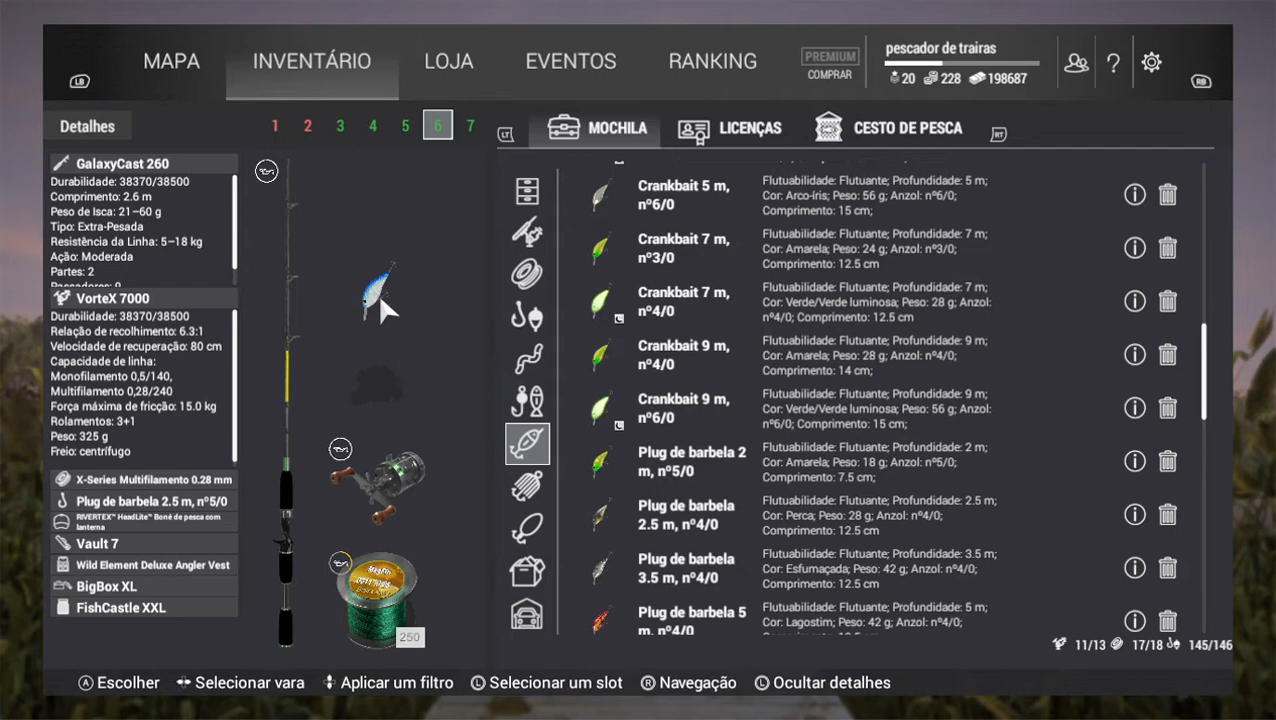 MAPA
INVENTÁRIO
LOJA
EVENTOS
RANKING
PREMIUM
COMPRAR
pescador de trairas
20 228 198687
?
LB
RB
Detalhes
1 2 3 4 5 6 7
LT
MOCHILA
LICENÇAS
CESTO DE PESCA
RT
GalaxyCast 260
Durabilidade: 38370/38500
Comprimento: 2.6 m
Peso de Isca: 21–60 g
Tipo: Extra-Pesada
Resistência da Linha: 5–18 kg
Ação: Moderada
Partes: 2
VorteX 7000
Durabilidade: 38370/38500
Relação de recolhimento: 6.3:1
Velocidade de recuperação: 80 cm
Capacidade de linha:
Monofilamento 0,5/140,
Multifilamento 0,28/240
Força máxima de fricção: 15.0 kg
Rolamentos: 3+1
Peso: 325 g
Freio: centrífugo
X-Series Multifilamento 0.28 mm
Plug de barbela 2.5 m, nº5/0
RIVERTEX™ HeadLite™ Boné de pesca com
lanterna
Vault 7
Wild Element Deluxe Angler Vest
BigBox XL
FishCastle XXL
250
Crankbait 5 m,
nº6/0
Flutuabilidade: Flutuante; Profundidade: 5 m;
Cor: Arco-íris; Peso: 56 g; Anzol: nº6/0;
Comprimento: 15 cm;
Crankbait 7 m,
nº3/0
Flutuabilidade: Flutuante; Profundidade: 7 m;
Cor: Amarela; Peso: 24 g; Anzol: nº3/0;
Comprimento: 12.5 cm
Crankbait 7 m,
nº4/0
Flutuabilidade: Flutuante; Profundidade: 7 m;
Cor: Verde/Verde luminosa; Peso: 28 g; Anzol:
nº4/0; Comprimento: 12.5 cm
Crankbait 9 m,
nº4/0
Flutuabilidade: Flutuante; Profundidade: 9 m;
Cor: Amarela; Peso: 28 g; Anzol: nº4/0;
Comprimento: 14 cm;
Crankbait 9 m,
nº6/0
Flutuabilidade: Flutuante; Profundidade: 9 m;
Cor: Verde/Verde luminosa; Peso: 56 g; Anzol:
nº6/0; Comprimento: 15 cm;
Plug de barbela 2
m, nº5/0
Flutuabilidade: Flutuante; Profundidade: 2 m;
Cor: Amarela; Peso: 18 g; Anzol: nº5/0;
Comprimento: 7.5 cm;
Plug de barbela
2.5 m, nº4/0
Flutuabilidade: Flutuante; Profundidade: 2.5 m;
Cor: Perca; Peso: 28 g; Anzol: nº4/0;
Comprimento: 12.5 cm
Plug de barbela
3.5 m, nº4/0
Flutuabilidade: Flutuante; Profundidade: 3.5 m;
Cor: Esfumaçada; Peso: 42 g; Anzol: nº4/0;
Comprimento: 12.5 cm
Plug de barbela 5
m, nº4/0
Flutuabilidade: Flutuante; Profundidade: 5 m;
Cor: Lagostim; Peso: 42 g; Anzol: nº4/0;
11/13 17/18 145/146
A Escolher
Selecionar vara
Aplicar um filtro
L Selecionar um slot
R Navegação
L Ocultar detalhes